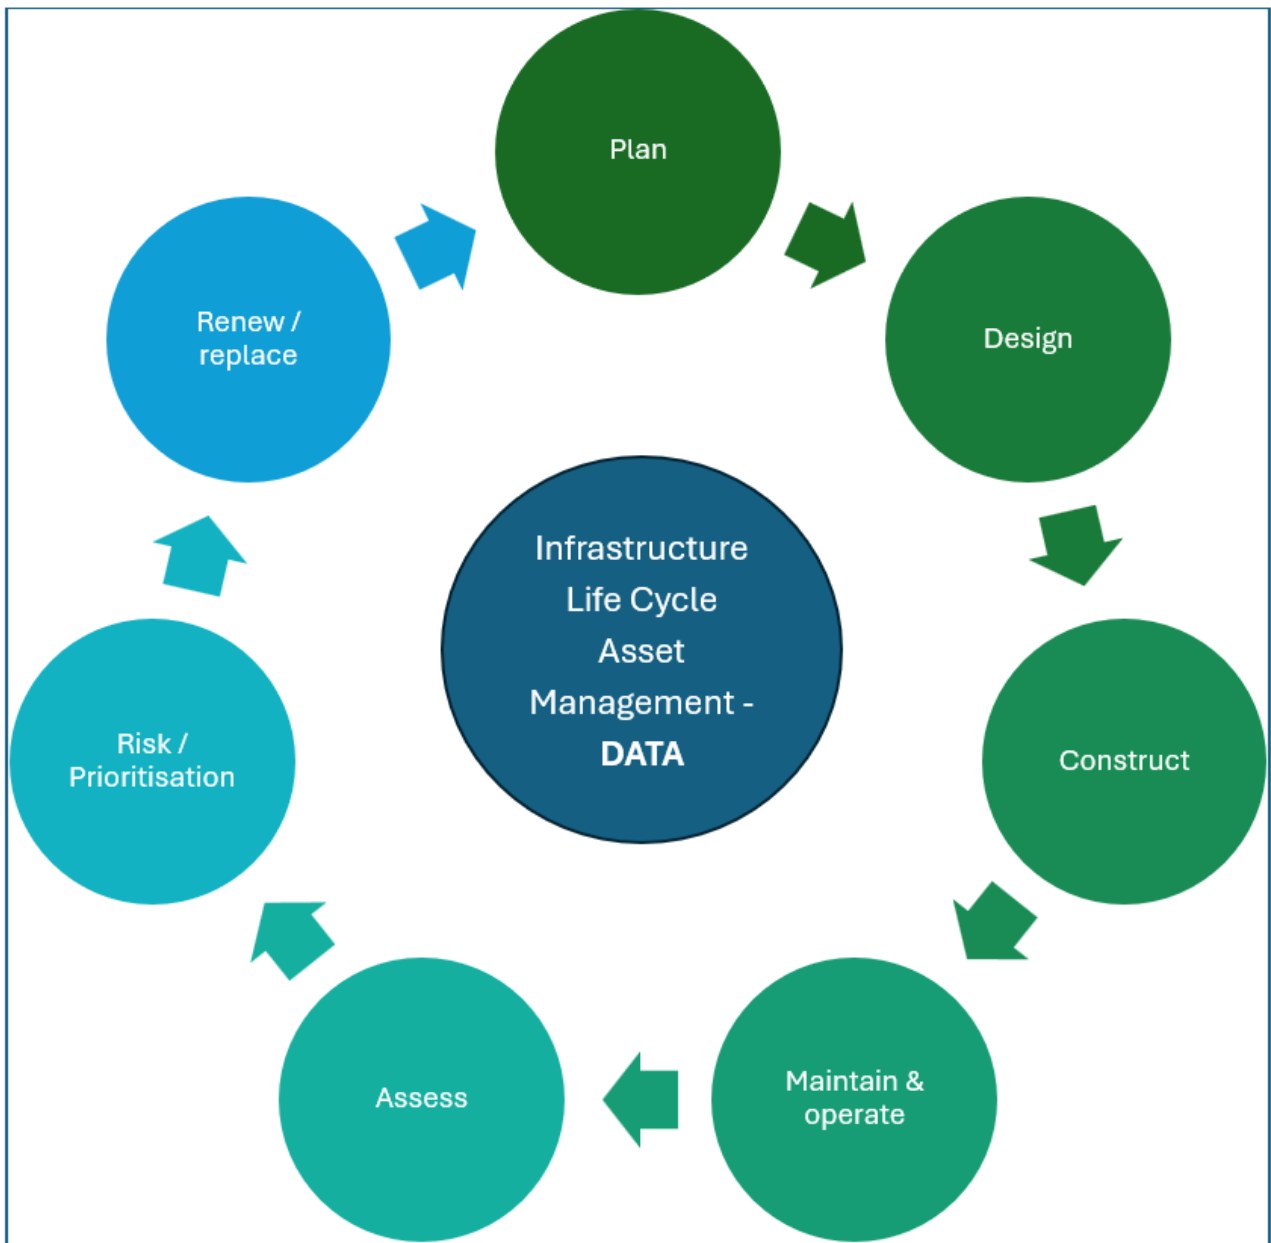 Plan
Design
Construct
Maintain &
operate
Assess
Risk /
Prioritisation
Renew /
replace
Infrastructure
Life Cycle
Asset
Management -
DATA